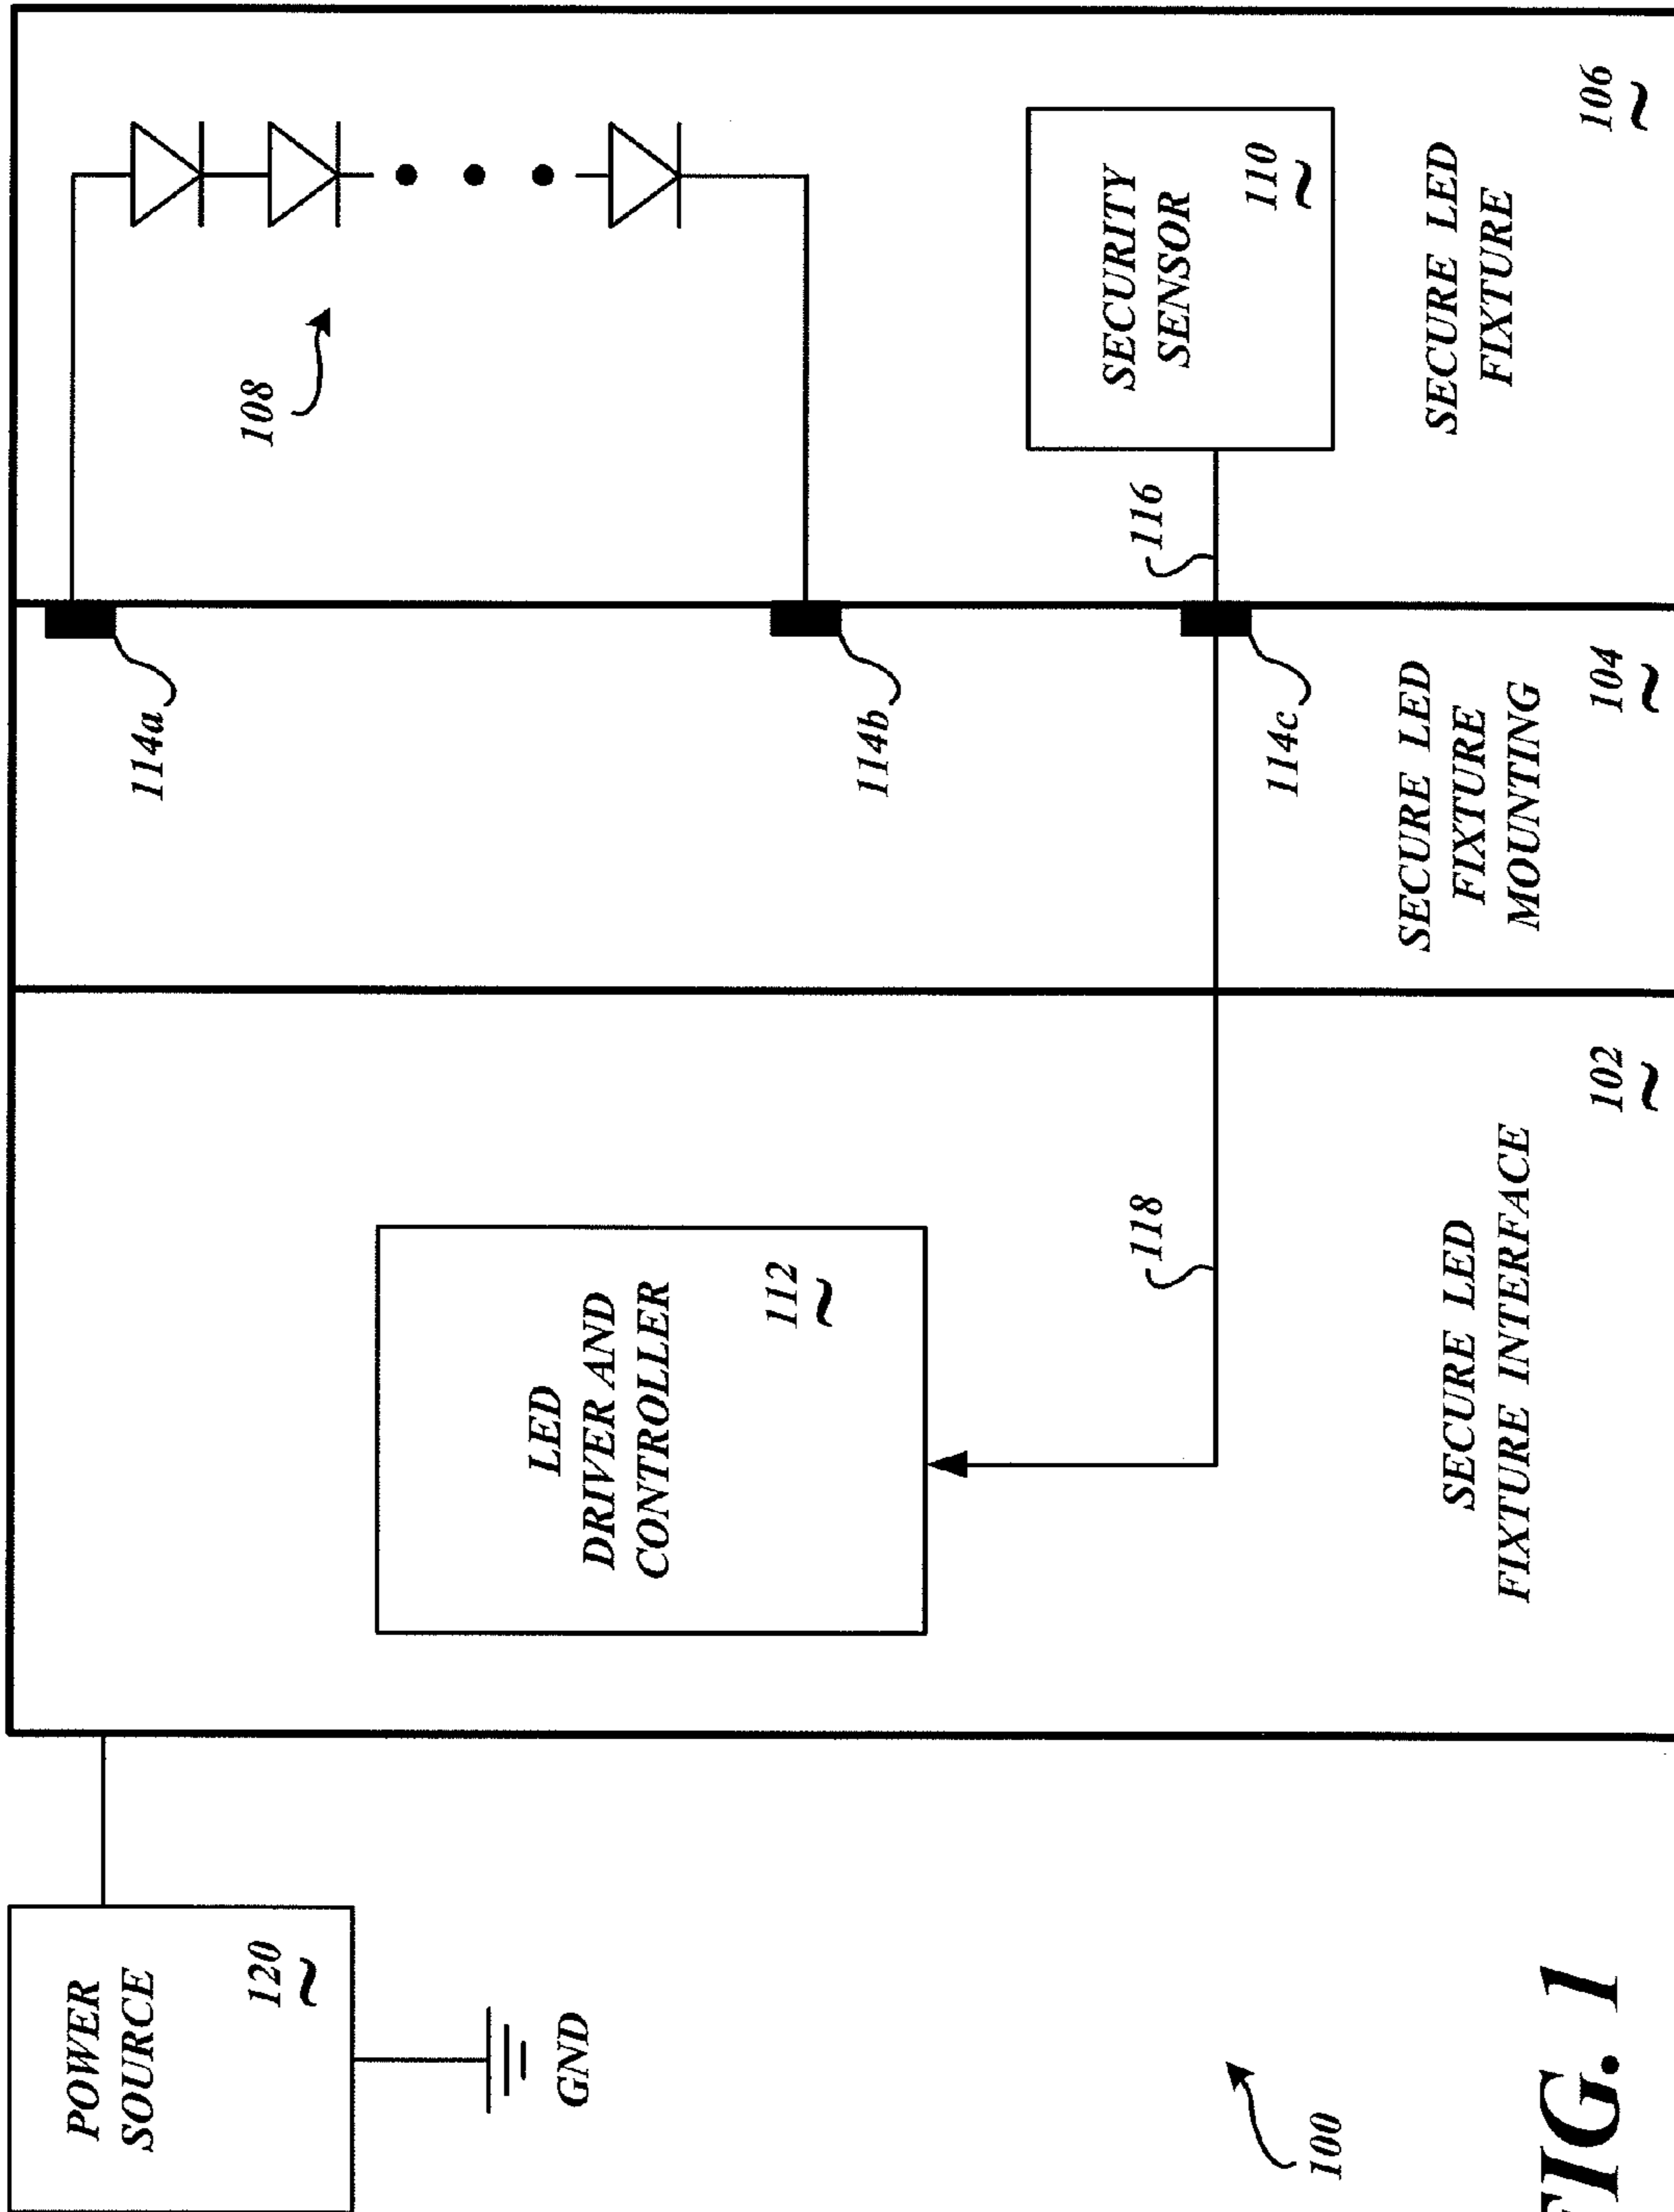 POWER
SOURCE
120
GND
LED
DRIVER AND
CONTROLLER
112
118
SECURE LED
FIXTURE INTERFACE
102
114a
114b
114c
SECURE LED
FIXTURE
MOUNTING
104
108
116
SECURITY
SENSOR
110
SECURE LED
FIXTURE
106
100
FIG. 1